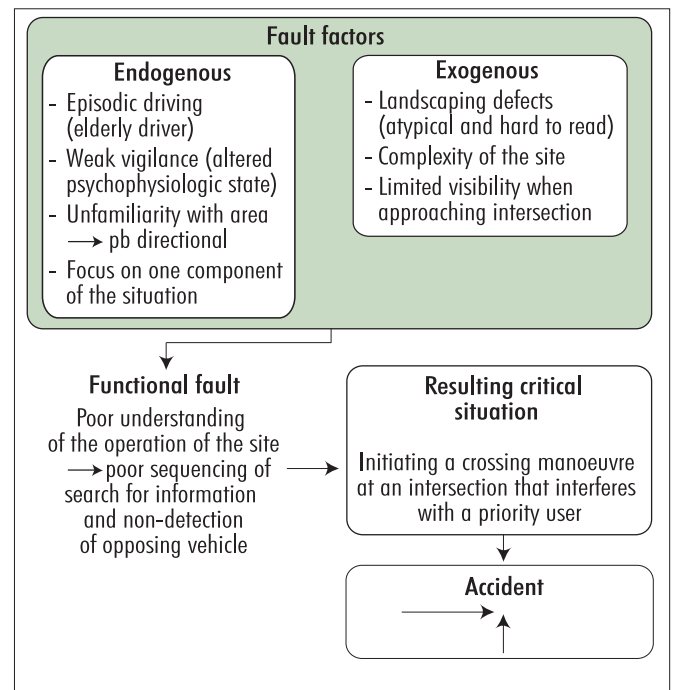 Fault factors
Endogenous
- Episodic driving
(elderly driver)
- Weak vigilance (altered
psychophysiologic state)
- Unfamiliarity with area
→ pb directional
- Focus on one component
of the situation
Exogenous
- Landscaping defects
(atypical and hard to read)
- Complexity of the site
- Limited visibility when
approaching intersection
Functional fault
Poor understanding
of the operation of the site
→ poor sequencing of
search for information
and non-detection
of opposing vehicle
Resulting critical
situation
Initiating a crossing manoeuvre
at an intersection that interferes
with a priority user
Accident